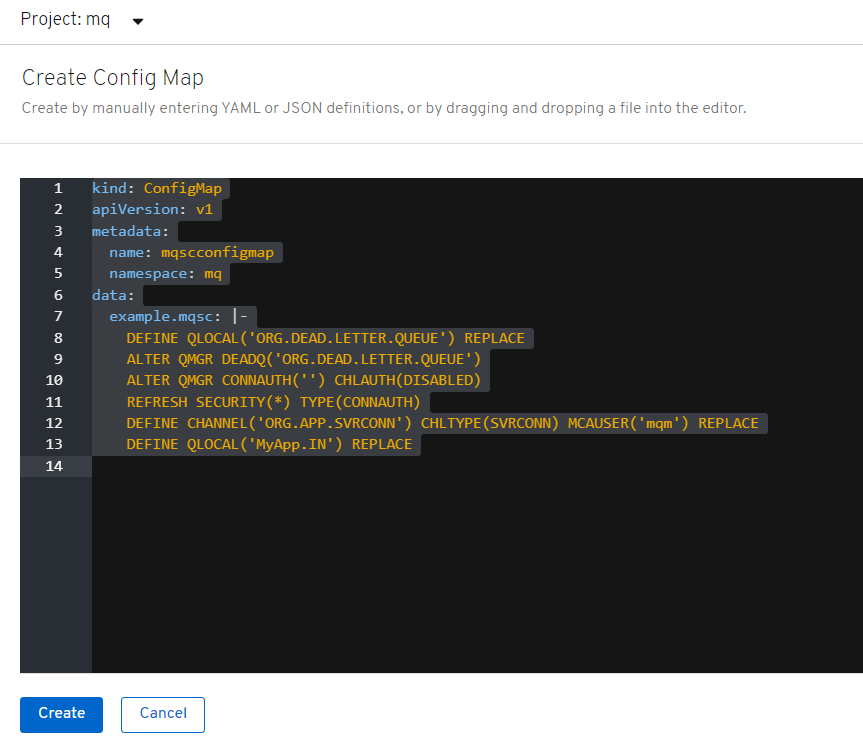 Project: mq
Create Config Map
Create by manually entering YAML or JSON definitions, or by dragging and dropping a file into the editor.
1 kind: ConfigMap
2 apiVersion: v1
3 metadata:
4   name: mqscconfigmap
5   namespace: mq
6 data:
7   example.mqsc: |-
8     DEFINE QLOCAL('ORG.DEAD.LETTER.QUEUE') REPLACE
9     ALTER QMGR DEADQ('ORG.DEAD.LETTER.QUEUE')
10     ALTER QMGR CONNAUTH('') CHLAUTH(DISABLED)
11     REFRESH SECURITY(*) TYPE(CONNAUTH)
12     DEFINE CHANNEL('ORG.APP.SVRCONN') CHLTYPE(SVRCONN) MCAUSER('mqm') REPLACE
13     DEFINE QLOCAL('MyApp.IN') REPLACE
14
Create Cancel